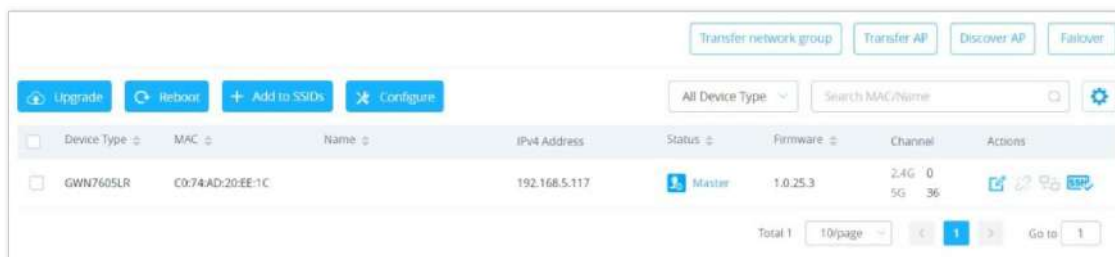 Transfer network group Transfer AP Discover AP Failover
Upgrade Reboot + Add to SSIDs Configure All Device Type Search MAC/Name
Device Type MAC Name IPv4 Address Status Firmware Channel Actions
GWN7605LR C0:74:AD:20:EE:1C 192.168.5.117 Master 1.0.25.3 2.4G 0
5G 36
SSH
Total 1 10/page < 1 > Go to 1